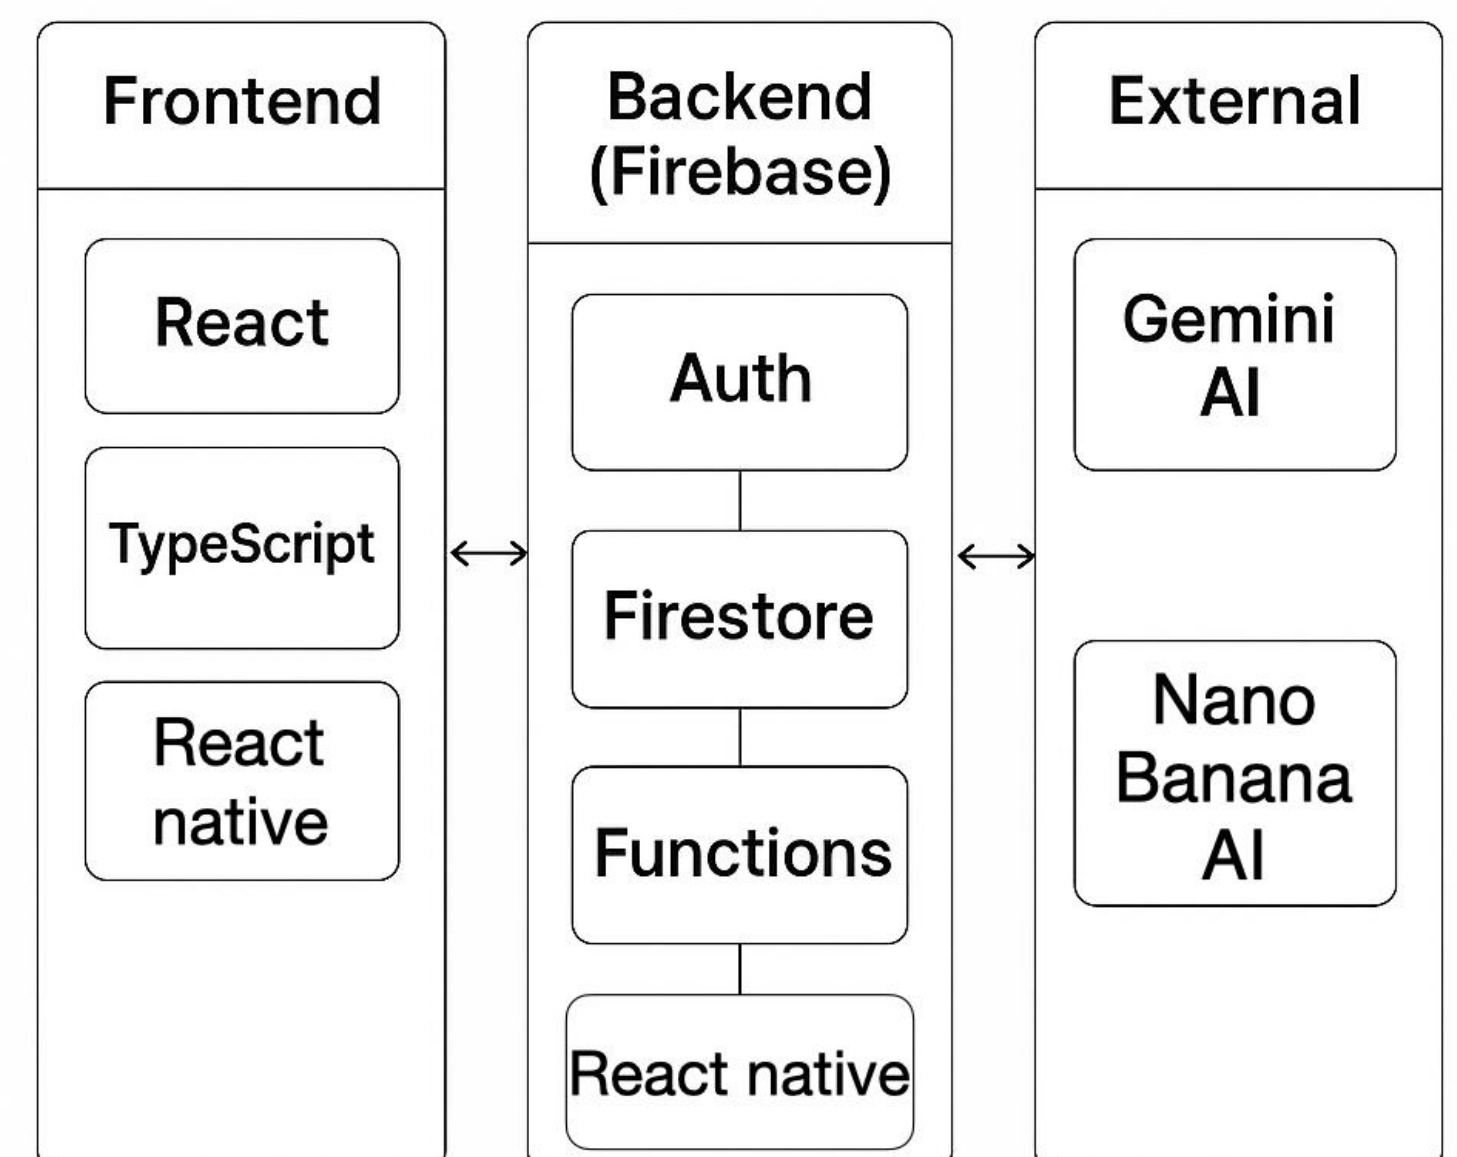 Frontend
React
TypeScript
React
native
Backend
(Firebase)
Auth
Firestore
Functions
React native
External
Gemini
AI
Nano
Banana
AI